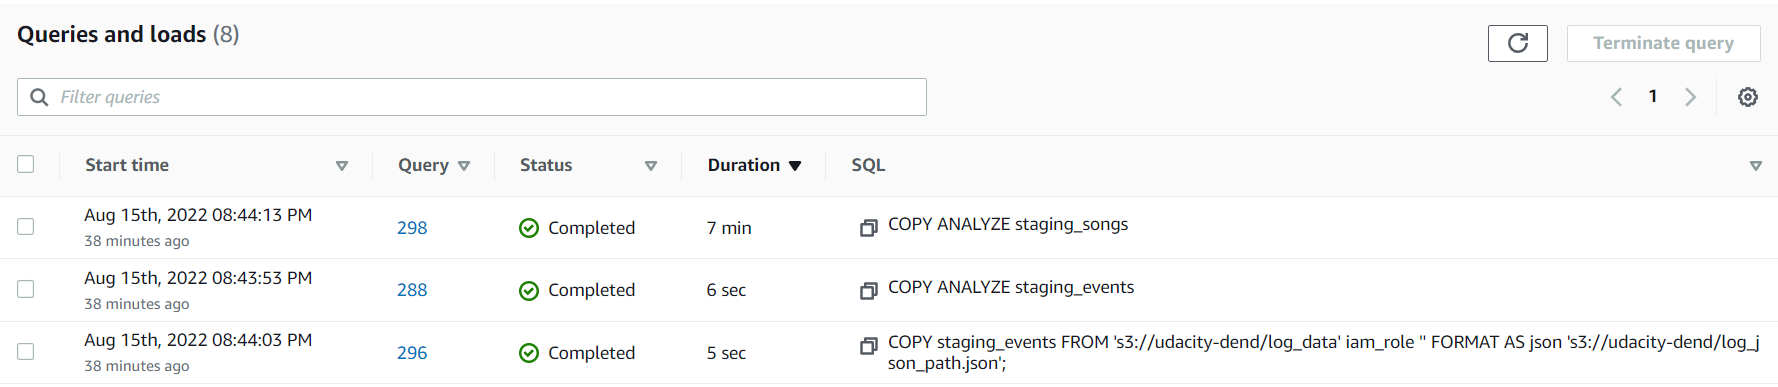 Queries and loads (8)
Terminate query
Filter queries
1
Start time Query Status Duration SQL
Aug 15th, 2022 08:44:13 PM
38 minutes ago
298 Completed 7 min COPY ANALYZE staging_songs
Aug 15th, 2022 08:43:53 PM
38 minutes ago
288 Completed 6 sec COPY ANALYZE staging_events
Aug 15th, 2022 08:44:03 PM
38 minutes ago
296 Completed 5 sec COPY staging_events FROM 's3://udacity-dend/log_data' iam_role '' FORMAT AS json 's3://udacity-dend/log_j
son_path.json';